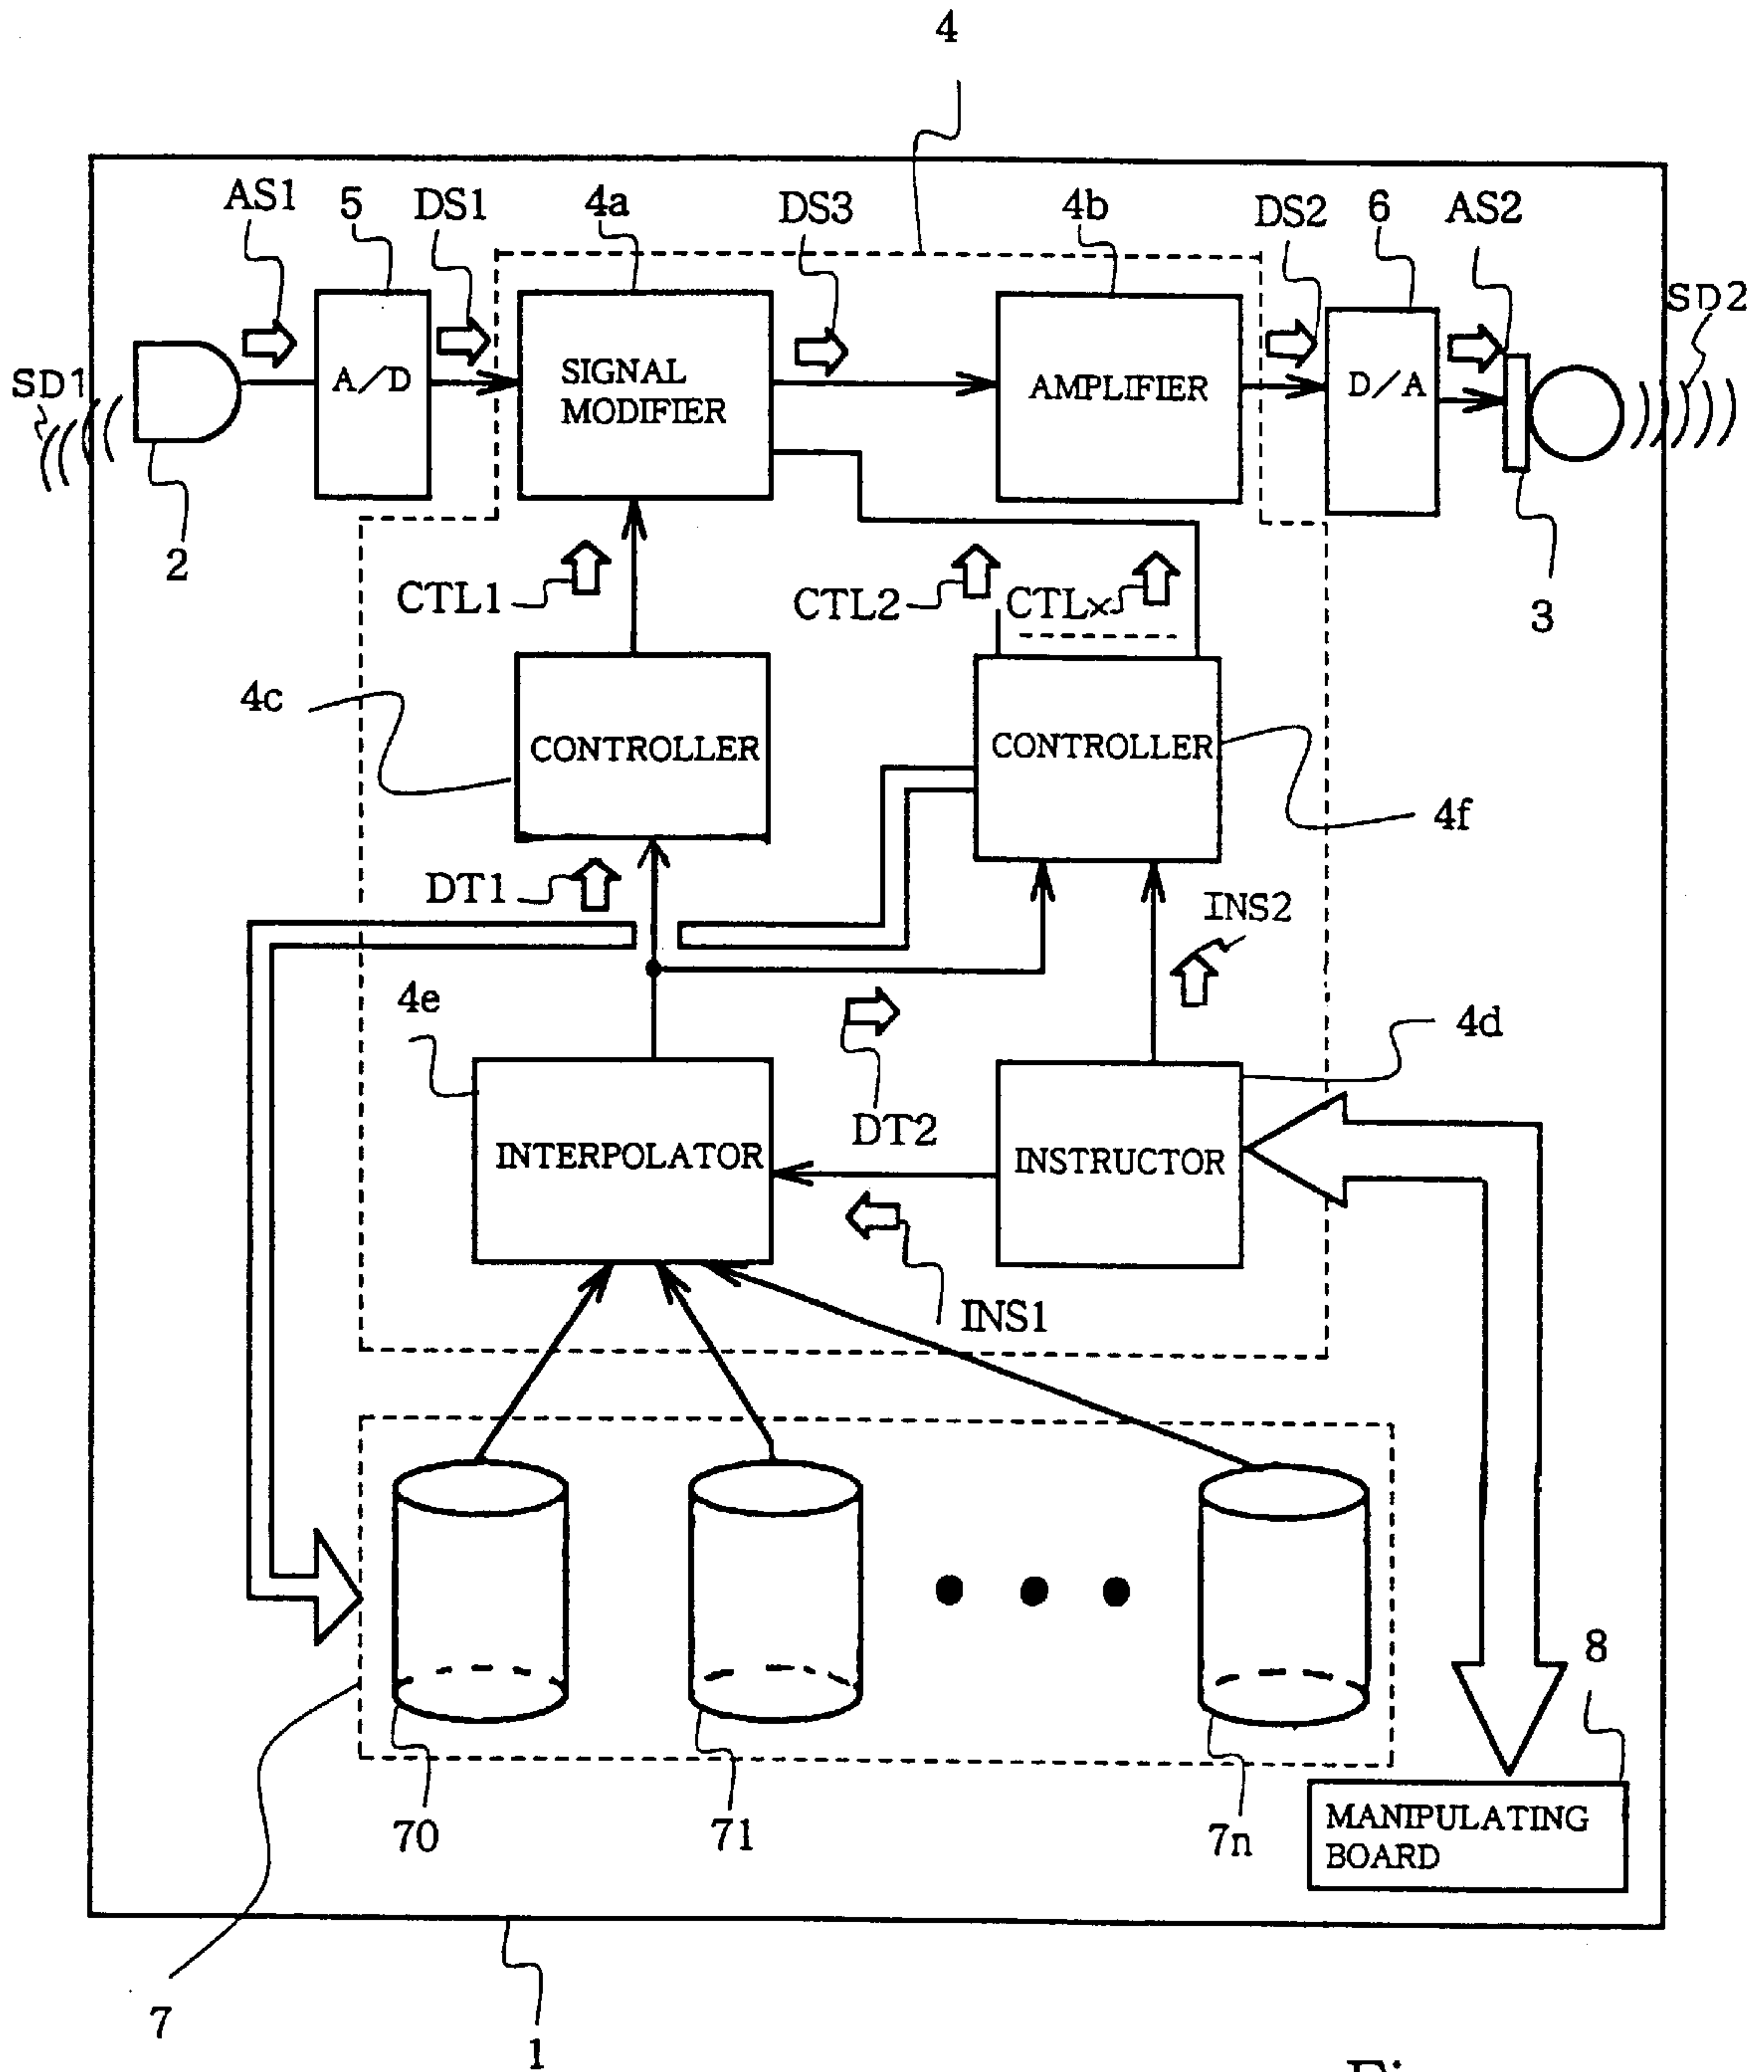 4
AS1
5
DS1
4a
DS3
4b
DS2
6
AS2
SD2
SD1
A/D
SIGNAL
MODIFIER
AMPLIFIER
D/A
2
3
CTL1
CTL2
CTLx
4c
CONTROLLER
CONTROLLER
4f
DT1
INS2
4e
4d
DT2
INTERPOLATOR
INSTRUCTOR
INS1
8
70
71
7n
MANIPULATING
BOARD
7
1